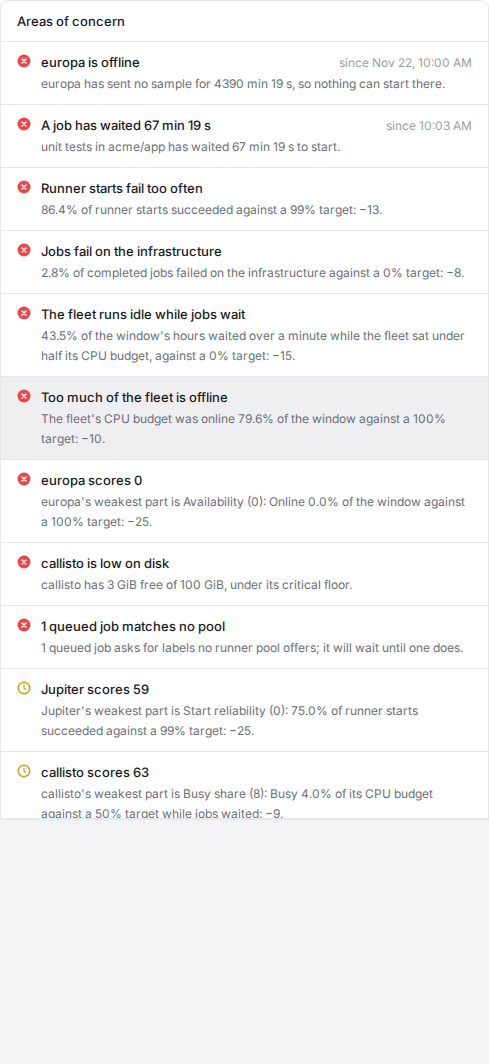 Areas of concern
europa is offline
since Nov 22, 10:00 AM
europa has sent no sample for 4390 min 19 s, so nothing can start there.
A job has waited 67 min 19 s
since 10:03 AM
unit tests in acme/app has waited 67 min 19 s to start.
Runner starts fail too often
86.4% of runner starts succeeded against a 99% target: −13.
Jobs fail on the infrastructure
2.8% of completed jobs failed on the infrastructure against a 0% target: −8.
The fleet runs idle while jobs wait
43.5% of the window's hours waited over a minute while the fleet sat under
half its CPU budget, against a 0% target: −15.
Too much of the fleet is offline
The fleet's CPU budget was online 79.6% of the window against a 100%
target: −10.
europa scores 0
europa's weakest part is Availability (0): Online 0.0% of the window against
a 100% target: −25.
callisto is low on disk
callisto has 3 GiB free of 100 GiB, under its critical floor.
1 queued job matches no pool
1 queued job asks for labels no runner pool offers; it will wait until one does.
Jupiter scores 59
Jupiter's weakest part is Start reliability (0): 75.0% of runner starts
succeeded against a 99% target: −25.
callisto scores 63
callisto's weakest part is Busy share (8): Busy 4.0% of its CPU budget
against a 50% target while jobs waited: −9.